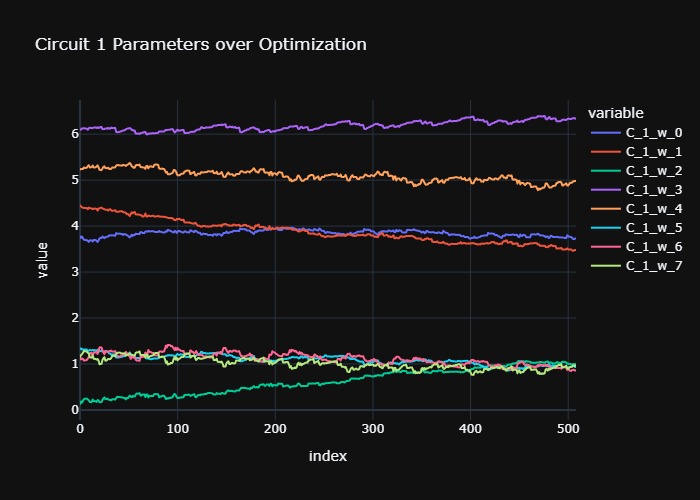 Circuit 1 Parameters over Optimization
variable
C_1_w_0
C_1_w_1
C_1_w_2
C_1_w_3
C_1_w_4
C_1_w_5
C_1_w_6
C_1_w_7
value
6
5
4
3
2
1
0
0 100 200 300 400 500
index